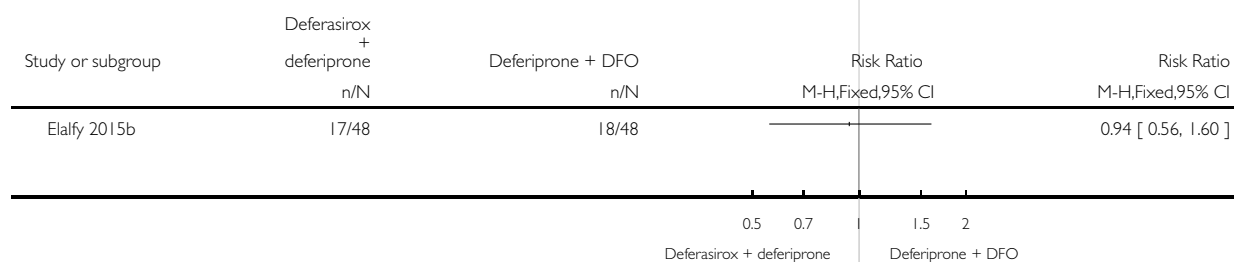 Deferasirox
+
Study or subgroup deferiprone Deferiprone + DFO Risk Ratio Risk Ratio
n/N n/N M-H,Fixed,95% CI M-H,Fixed,95% CI
Elalfy 2015b 17/48 18/48 0.94 [ 0.56, 1.60 ]
0.5 0.7 1 1.5 2
Deferasirox + deferiprone Deferiprone + DFO